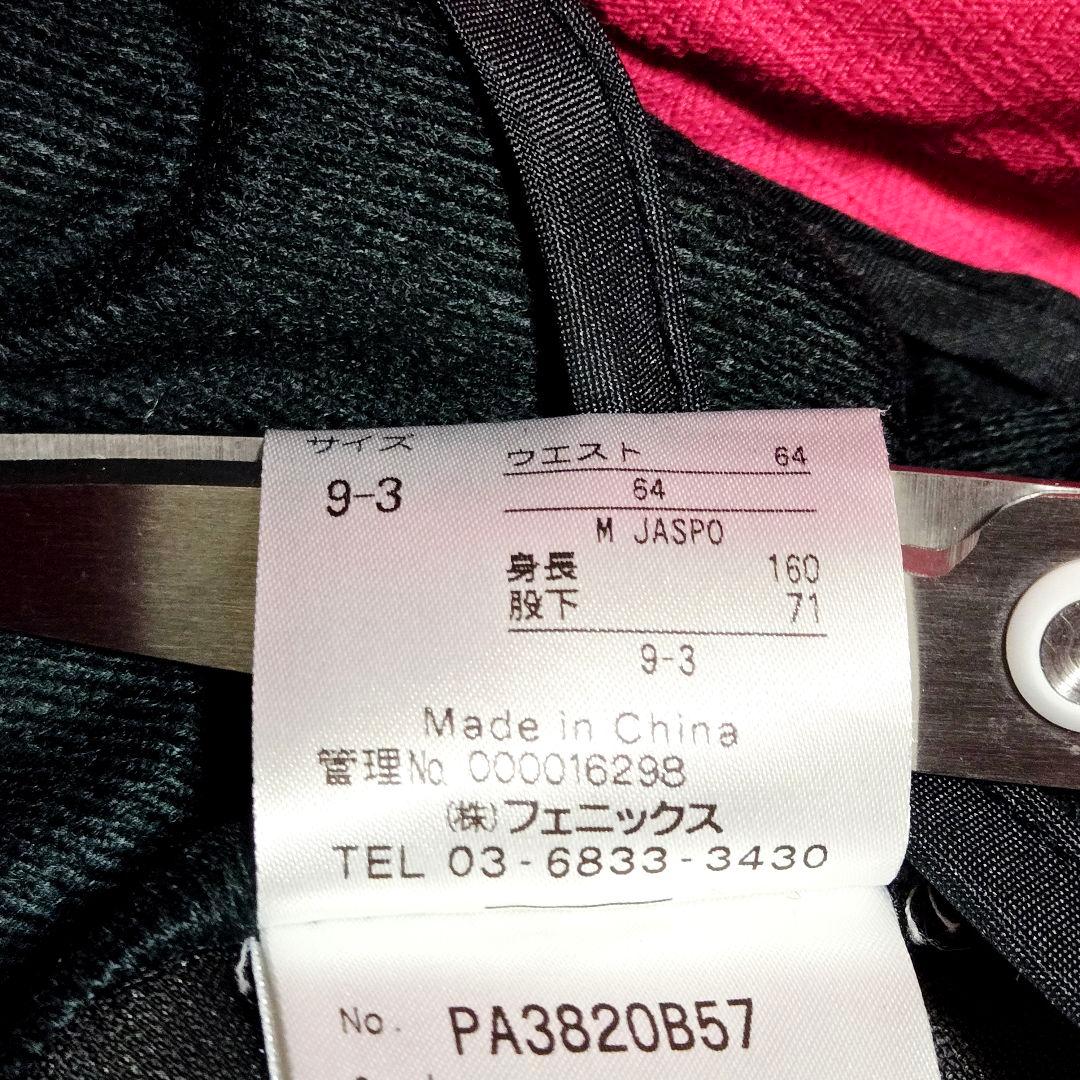 サイズ
9-3
ウエスト 64
64
M JASPO
身長 160
股下 71
9-3
Made in China
管理No. 000016298
(株)フェニックス
TEL 03-6833-3430
No. PA3820B57